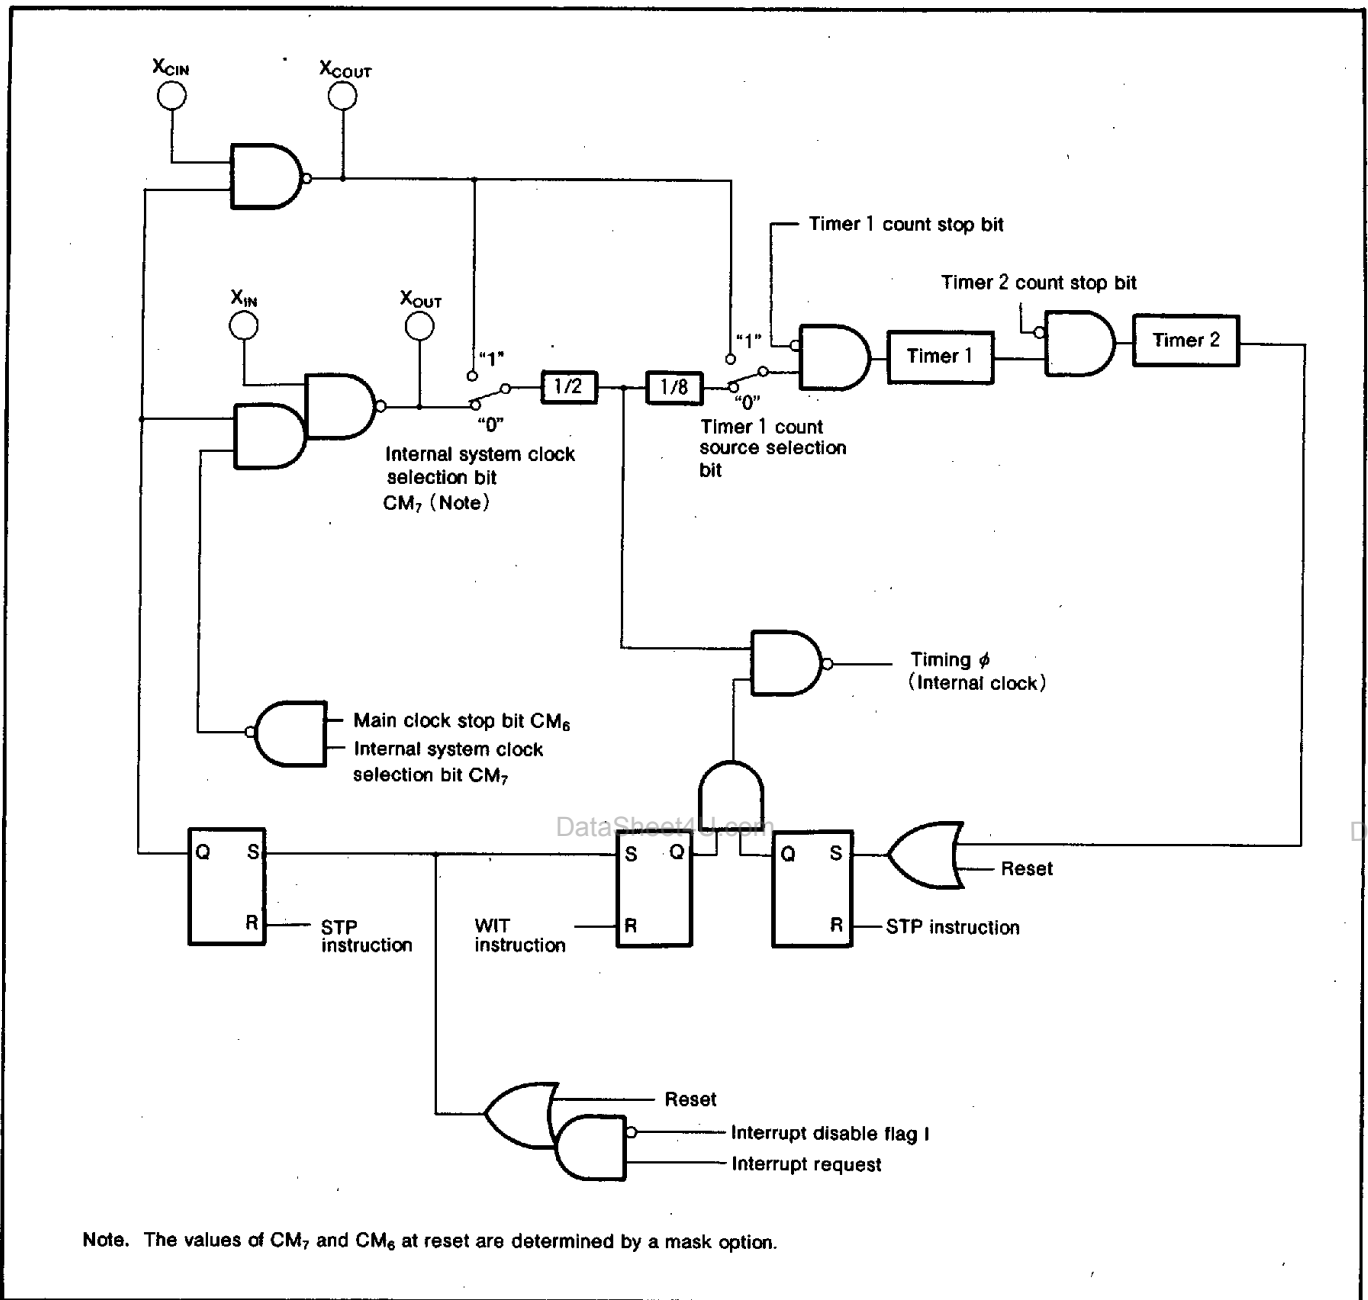 X_CIN
X_COUT
Timer 1 count stop bit
Timer 2 count stop bit
X_IN
X_OUT
"1"
"0"
1/2
1/8
"1"
"0"
Timer 1
Timer 2
Internal system clock
selection bit
CM₇ (Note)
Timer 1 count
source selection
bit
Timing ϕ
(Internal clock)
Main clock stop bit CM₆
Internal system clock
selection bit CM₇
DataSheet4U.com
D
Q
S
R
STP
instruction
S
Q
R
WIT
instruction
Q
S
R
Reset
STP instruction
Reset
Interrupt disable flag I
Interrupt request
Note. The values of CM₇ and CM₆ at reset are determined by a mask option.